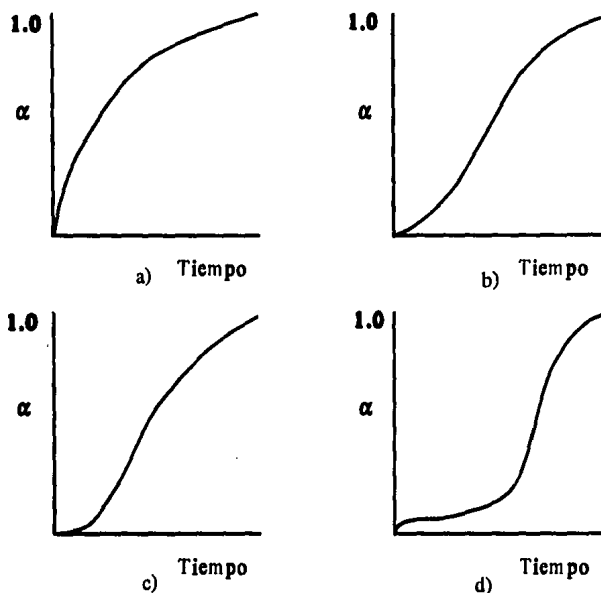 1.0
α
Tiempo
a)
1.0
α
Tiempo
b)
1.0
α
Tiempo
c)
1.0
α
Tiempo
d)